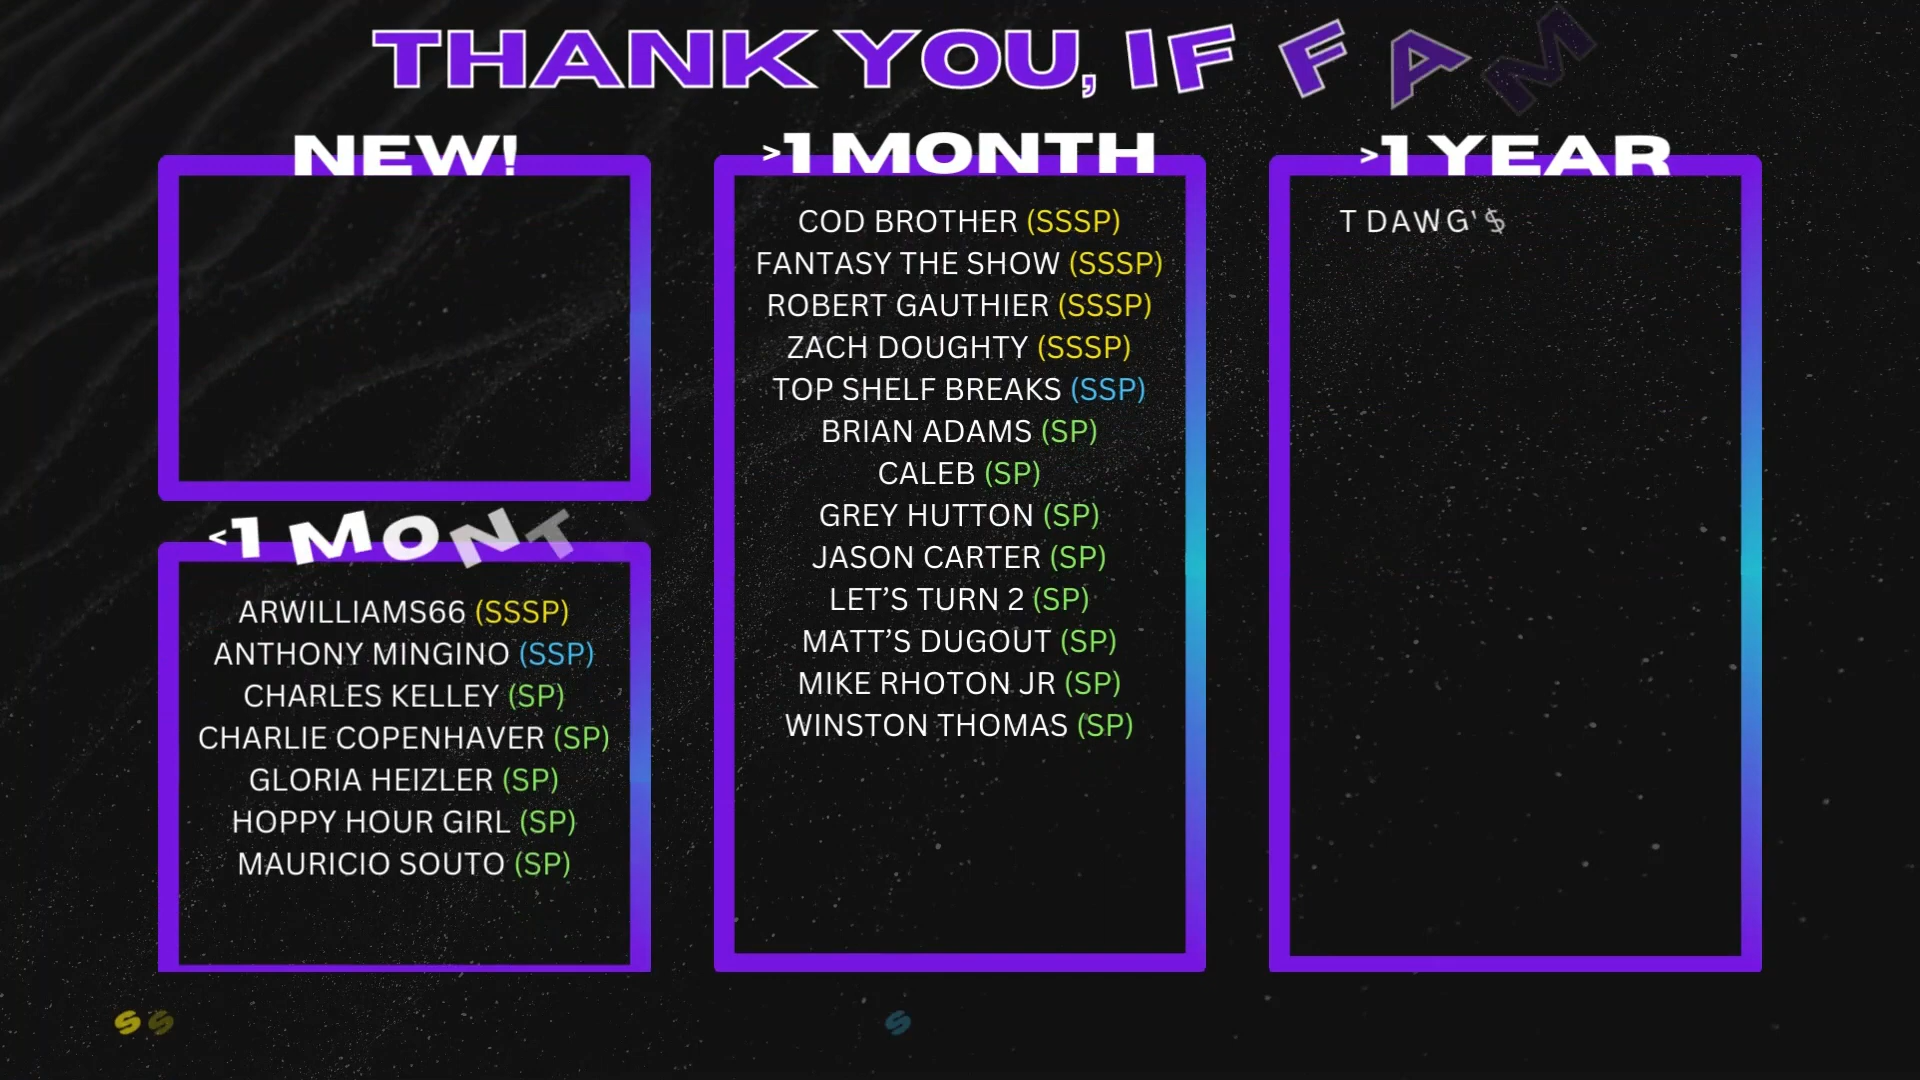 THANK YOU, IF FAM
NEW!
<1 MONT
ARWILLIAMS66 (SSSP)
ANTHONY MINGINO (SSP)
CHARLES KELLEY (SP)
CHARLIE COPENHAVER (SP)
GLORIA HEIZLER (SP)
HOPPY HOUR GIRL (SP)
MAURICIO SOUTO (SP)
>1 MONTH
COD BROTHER (SSSP)
FANTASY THE SHOW (SSSP)
ROBERT GAUTHIER (SSSP)
ZACH DOUGHTY (SSSP)
TOP SHELF BREAKS (SSP)
BRIAN ADAMS (SP)
CALEB (SP)
GREY HUTTON (SP)
JASON CARTER (SP)
LET’S TURN 2 (SP)
MATT’S DUGOUT (SP)
MIKE RHOTON JR (SP)
WINSTON THOMAS (SP)
>1 YEAR
T DAWG'$
SS
S